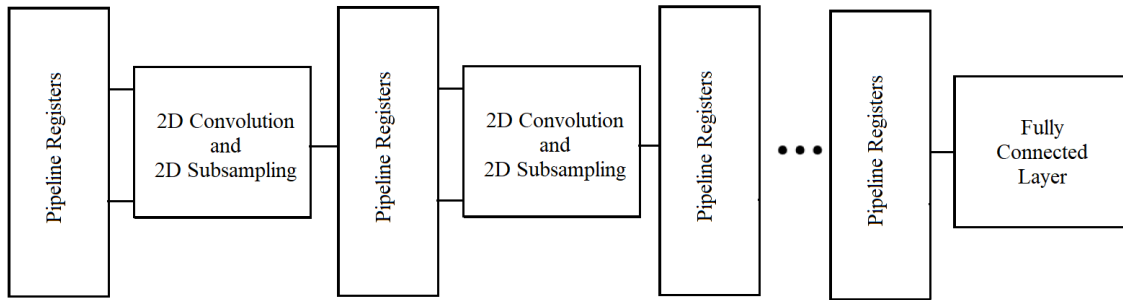 Pipeline Registers
2D Convolution
and
2D Subsampling
Pipeline Registers
2D Convolution
and
2D Subsampling
Pipeline Registers
Pipeline Registers
Fully
Connected
Layer